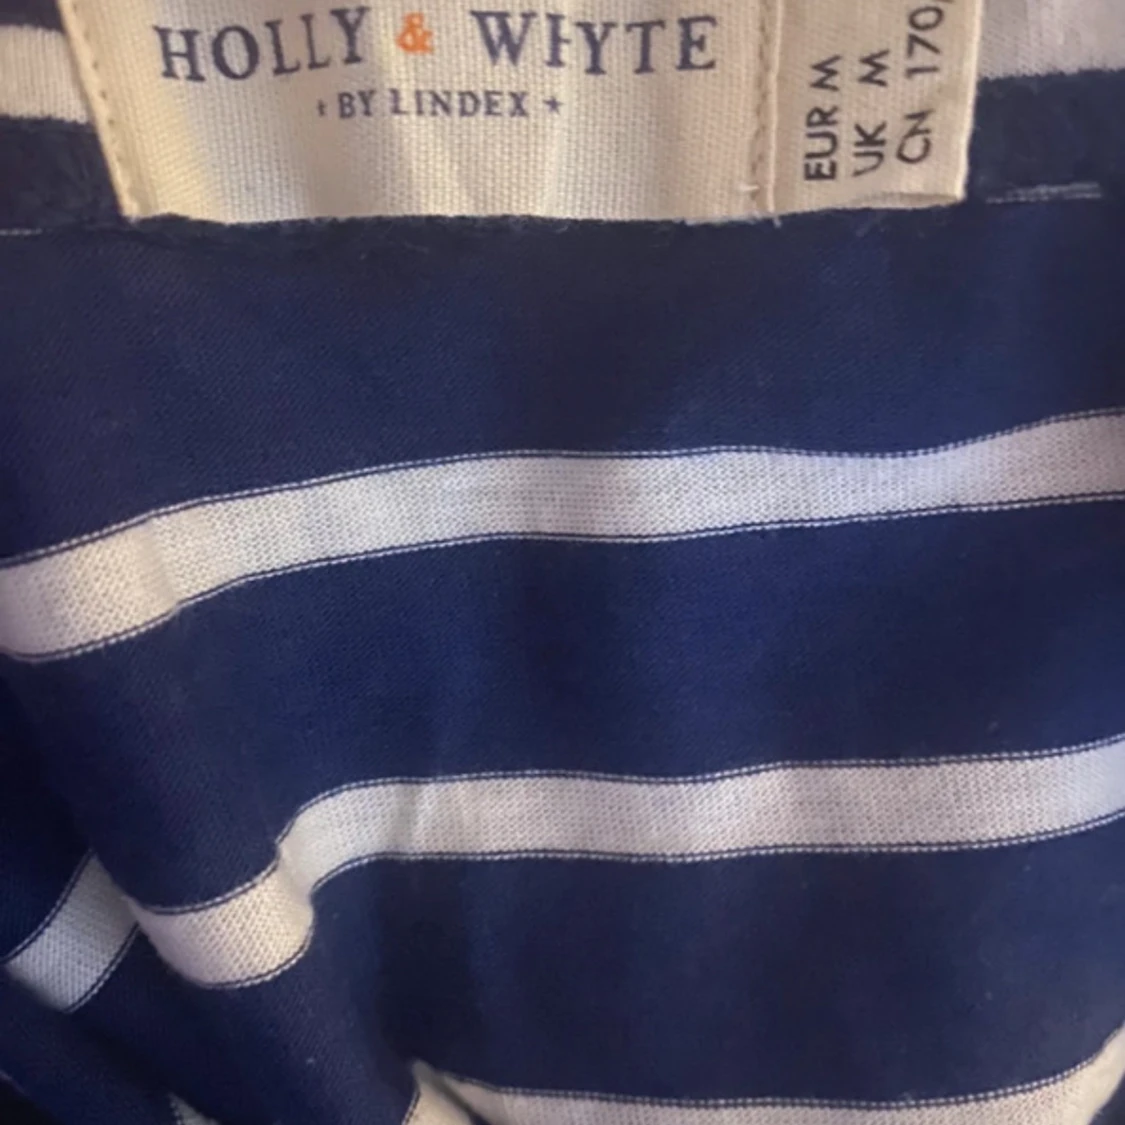 HOLLY & WHYTE
★ BY LINDEX ★
EUR M
UK M
CN 170/